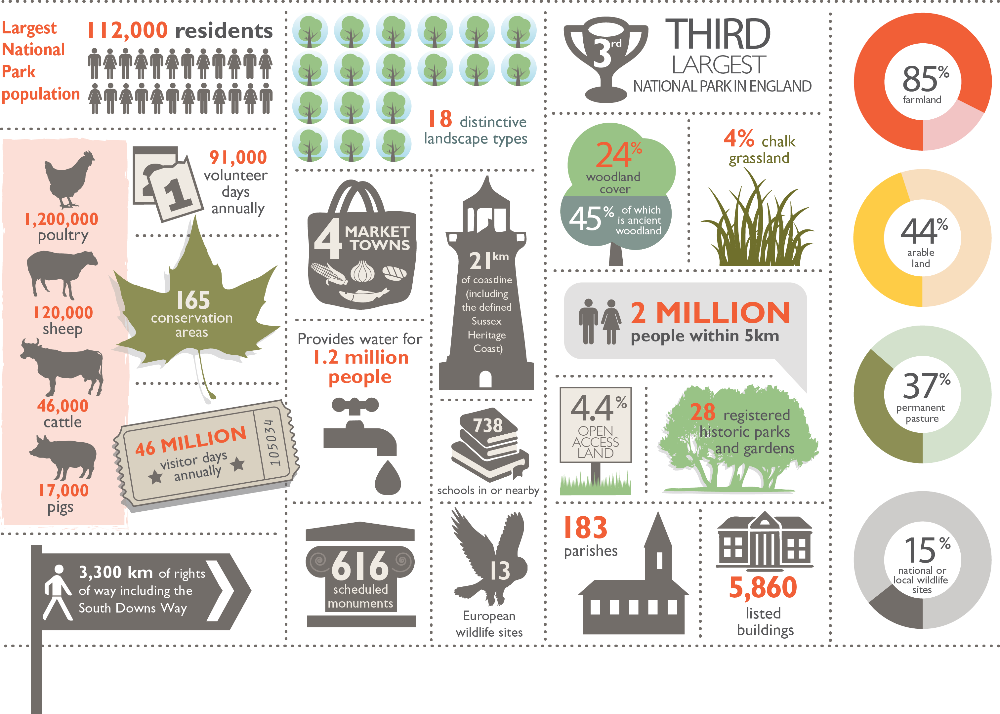 Largest
National
Park
population
112,000 residents
1,200,000
poultry
120,000
sheep
46,000
cattle
17,000
pigs
2
1
91,000
volunteer
days
annually
165
conservation
areas
46 MILLION
visitor days
annually
105034
3,300 km of rights
of way including the
South Downs Way
18 distinctive
landscape types
4 MARKET
TOWNS
21km
of coastline
(including
the defined
Sussex
Heritage
Coast)
Provides water for
1.2 million
people
738
schools in or nearby
616
scheduled
monuments
13
European
wildlife sites
3rd
THIRD
LARGEST
NATIONAL PARK IN ENGLAND
24%
woodland
cover
45% of which
is ancient
woodland
4% chalk
grassland
2 MILLION
people within 5km
4.4%
OPEN
ACCESS
LAND
28 registered
historic parks
and gardens
183
parishes
5,860
listed
buildings
85%
farmland
44%
arable
land
37%
permanent
pasture
15%
national or
local wildlife
sites